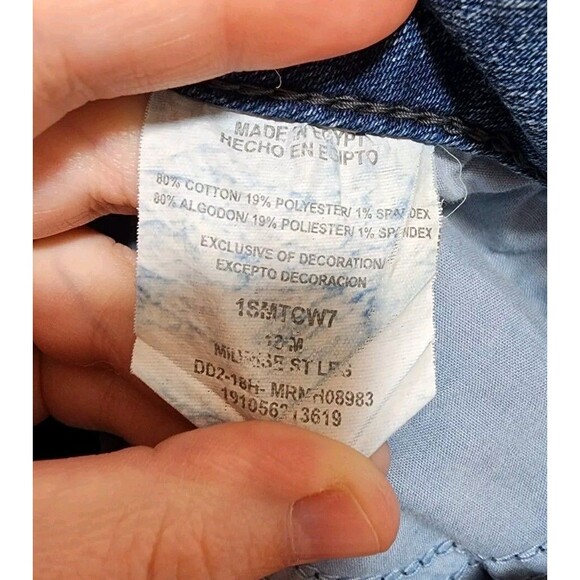 MADE IN EGYPT
HECHO EN EGIPTO
80% COTTON/ 19% POLYESTER/ 1% SPANDEX
80% ALGODON/ 19% POLIESTER/ 1% SPANDEX
EXCLUSIVE OF DECORATION/
EXCEPTO DECORACION
1SMTCW7
M
DD2-18H- MRMH08983